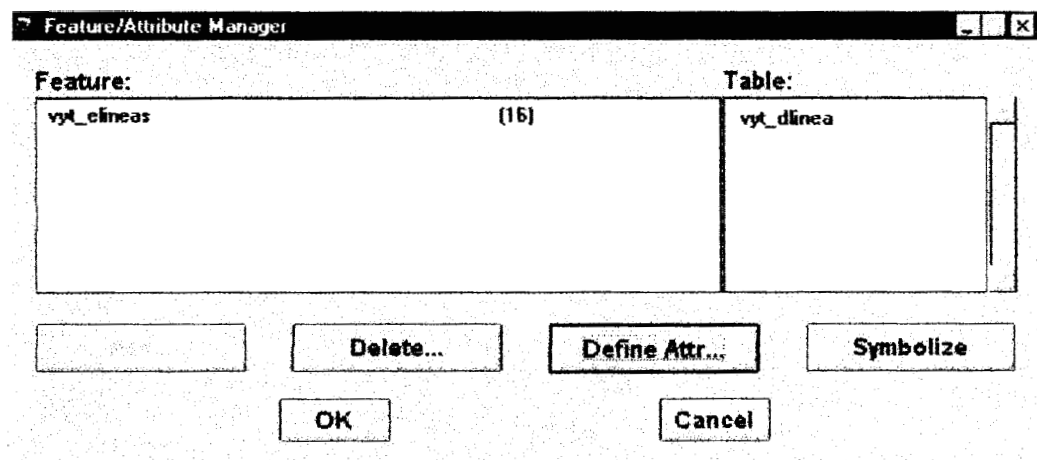 Feature/Attribute Manager
Feature: Table:
vyt_elineas (16) vyt_dlinea
Delete... Define Attr... Symbolize
OK Cancel